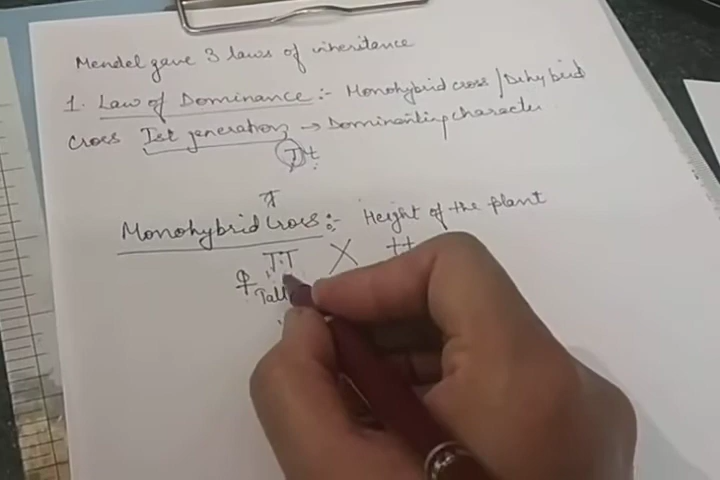 Mendel gave 3 laws of inheritance
1. Law of Dominance :- Monohybrid cross / Dihybrid
cross Ist generation → Dominenting character
Tt
Monohybrid Cross :- Height of the plant
TT X tt
♀ Tall